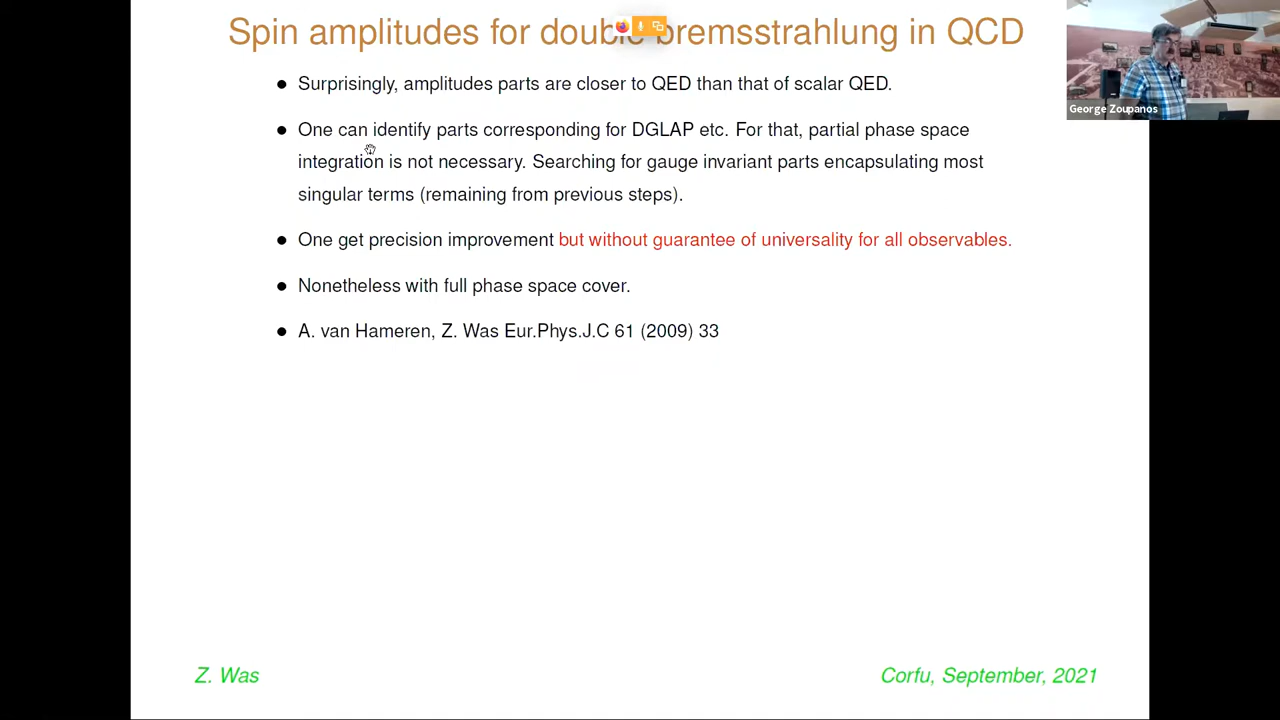 Spin amplitudes for double bremsstrahlung in QCD
George Zoupanos
● Surprisingly, amplitudes parts are closer to QED than that of scalar QED.
● One can identify parts corresponding for DGLAP etc. For that, partial phase space
integration is not necessary. Searching for gauge invariant parts encapsulating most
singular terms (remaining from previous steps).
● One get precision improvement but without guarantee of universality for all observables.
● Nonetheless with full phase space cover.
● A. van Hameren, Z. Was Eur.Phys.J.C 61 (2009) 33
Z. Was
Corfu, September, 2021